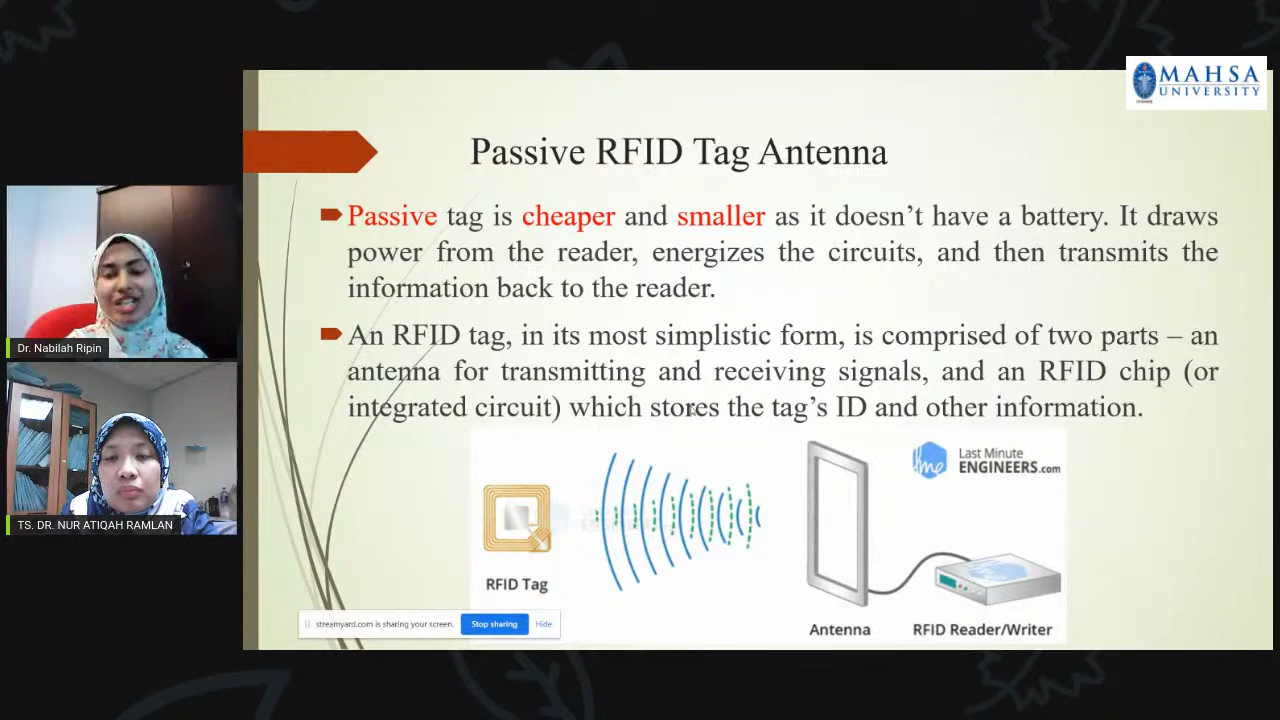 MAHSA
UNIVERSITY
Passive RFID Tag Antenna
Passive tag is cheaper and smaller as it doesn’t have a battery. It draws
power from the reader, energizes the circuits, and then transmits the
information back to the reader.
An RFID tag, in its most simplistic form, is comprised of two parts – an
antenna for transmitting and receiving signals, and an RFID chip (or
integrated circuit) which stores the tag’s ID and other information.
Last Minute
ENGINEERS.com
RFID Tag
Antenna
RFID Reader/Writer
streamyard.com is sharing your screen.
Stop sharing
Hide
Dr. Nabilah Ripin
TS. DR. NUR ATIQAH RAMLAN